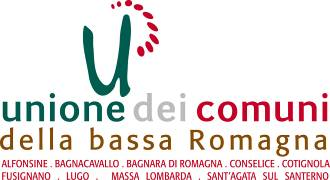 u
unione dei comuni
della bassa Romagna
ALFONSINE . BAGNACAVALLO . BAGNARA DI ROMAGNA . CONSELICE . COTIGNOLA
FUSIGNANO . LUGO . MASSA LOMBARDA . SANT'AGATA SUL SANTERNO